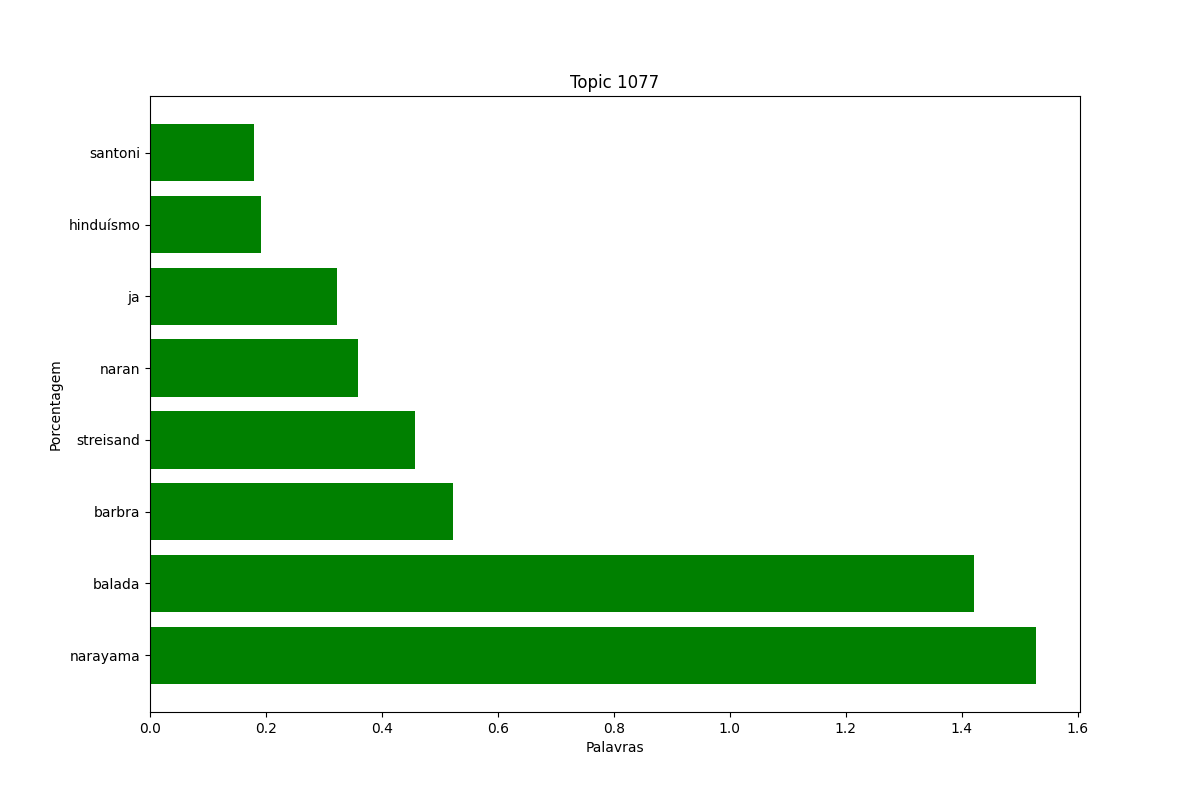 Topic 1077
santoni
hinduísmo
ja
naran
streisand
barbra
balada
narayama
Porcentagem
0.0 0.2 0.4 0.6 0.8 1.0 1.2 1.4 1.6
Palavras